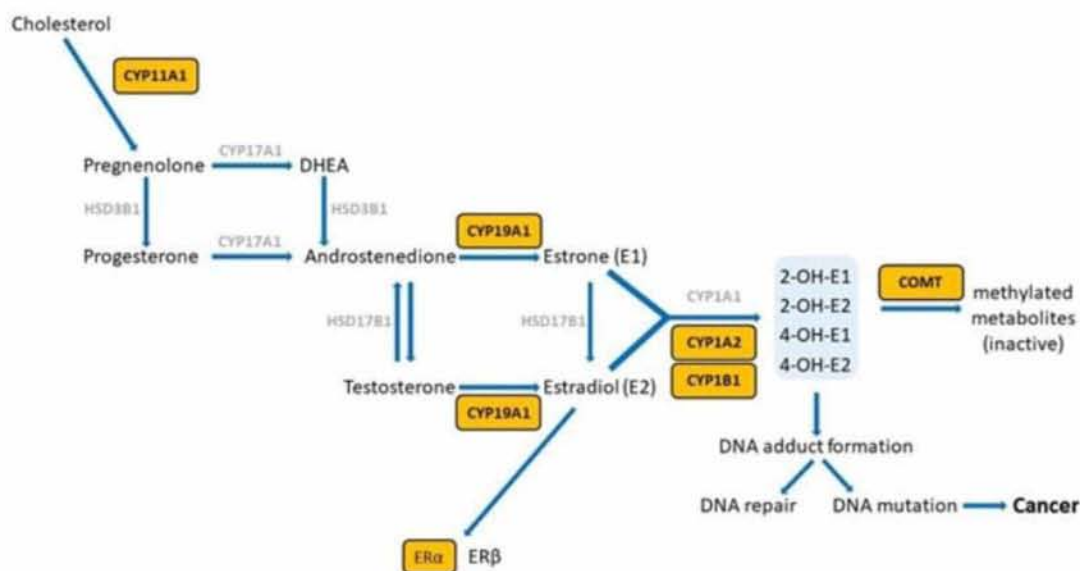 Cholesterol
CYP11A1
Pregnenolone
CYP17A1
DHEA
HSD3B1
HSD3B1
Progesterone
CYP17A1
Androstenedione
CYP19A1
Estrone (E1)
HSD17B1
HSD17B1
Testosterone
CYP19A1
Estradiol (E2)
CYP1A1
CYP1A2
CYP1B1
2-OH-E1
2-OH-E2
4-OH-E1
4-OH-E2
COMT
methylated
metabolites
(inactive)
DNA adduct formation
DNA repair
DNA mutation
Cancer
ERα
ERβ